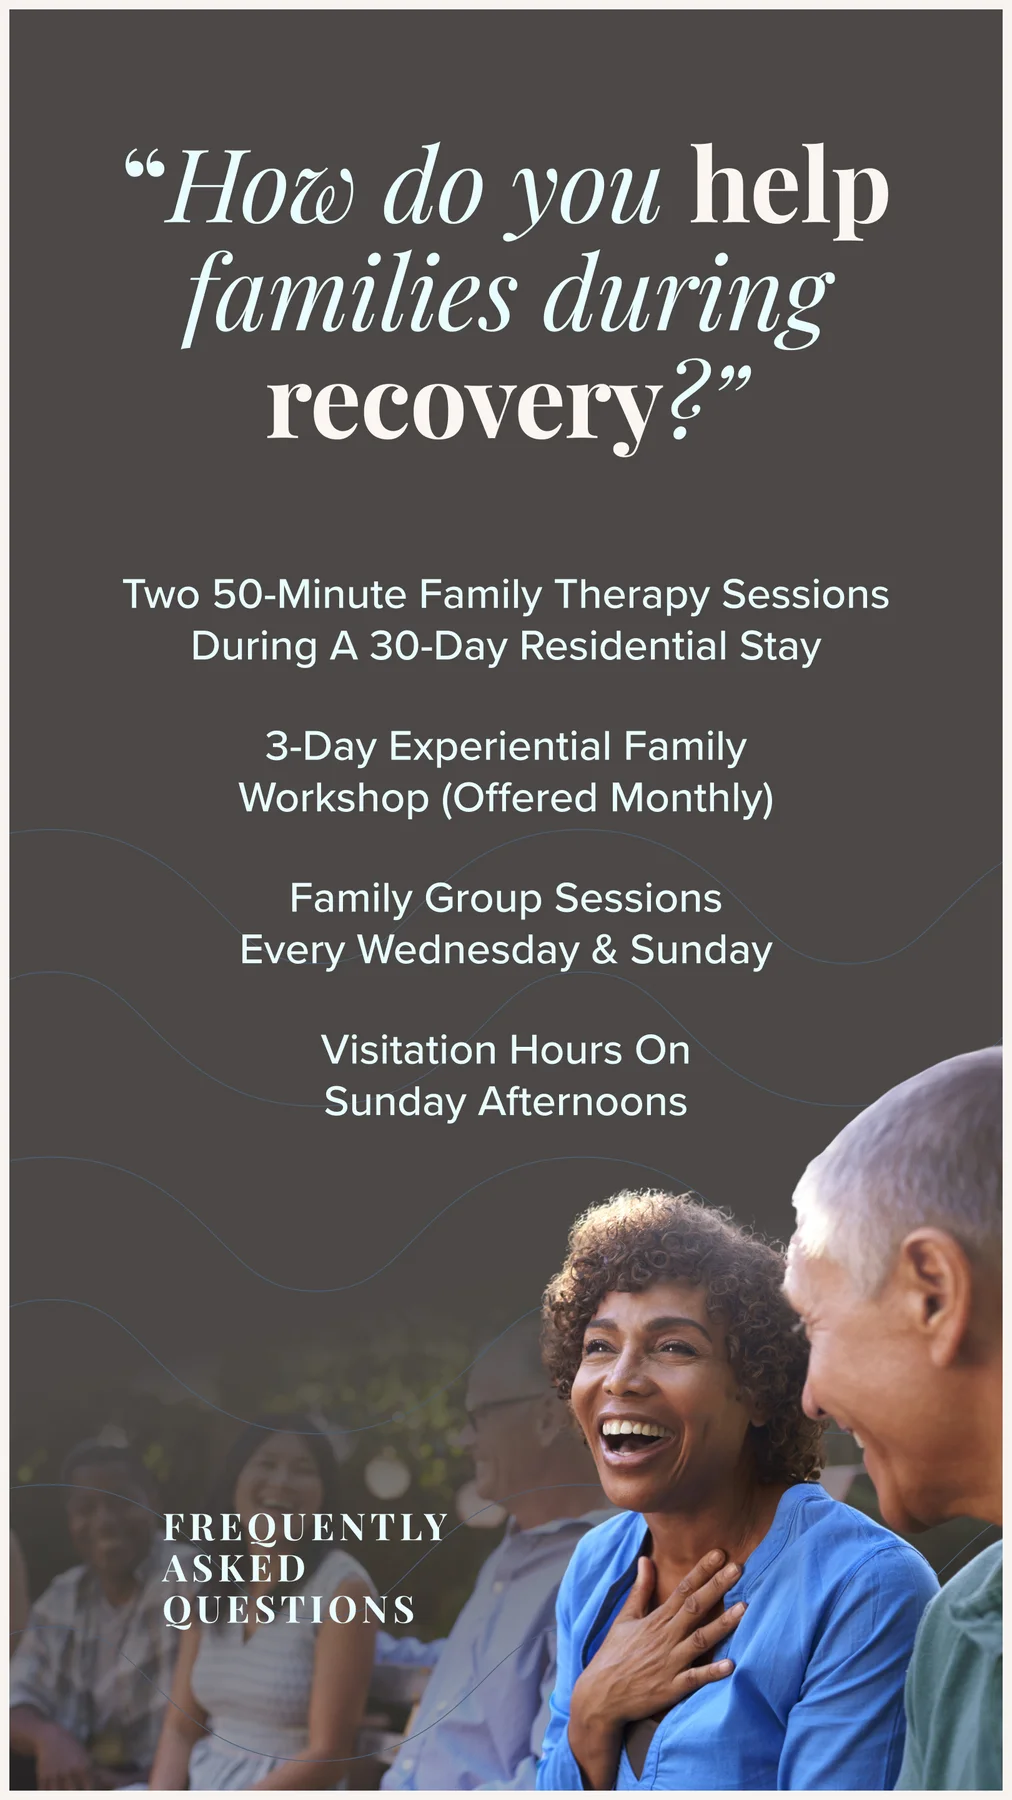 “How do you help
families during
recovery?”
Two 50-Minute Family Therapy Sessions
During A 30-Day Residential Stay
3-Day Experiential Family
Workshop (Offered Monthly)
Family Group Sessions
Every Wednesday & Sunday
Visitation Hours On
Sunday Afternoons
FREQUENTLY
ASKED
QUESTIONS